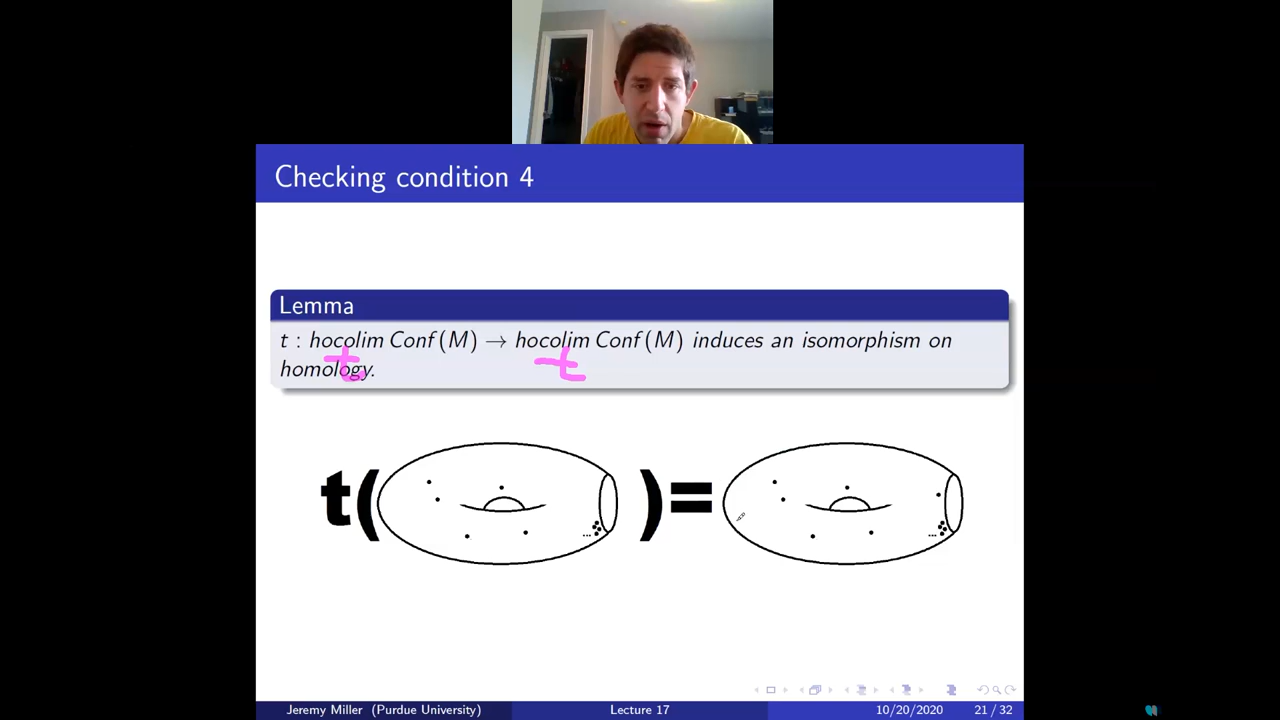 Checking condition 4
Lemma
t : hocolim Conf(M) → hocolim Conf(M) induces an isomorphism on
t t
homology.
t( )=
Jeremy Miller (Purdue University) Lecture 17 10/20/2020 21 / 32